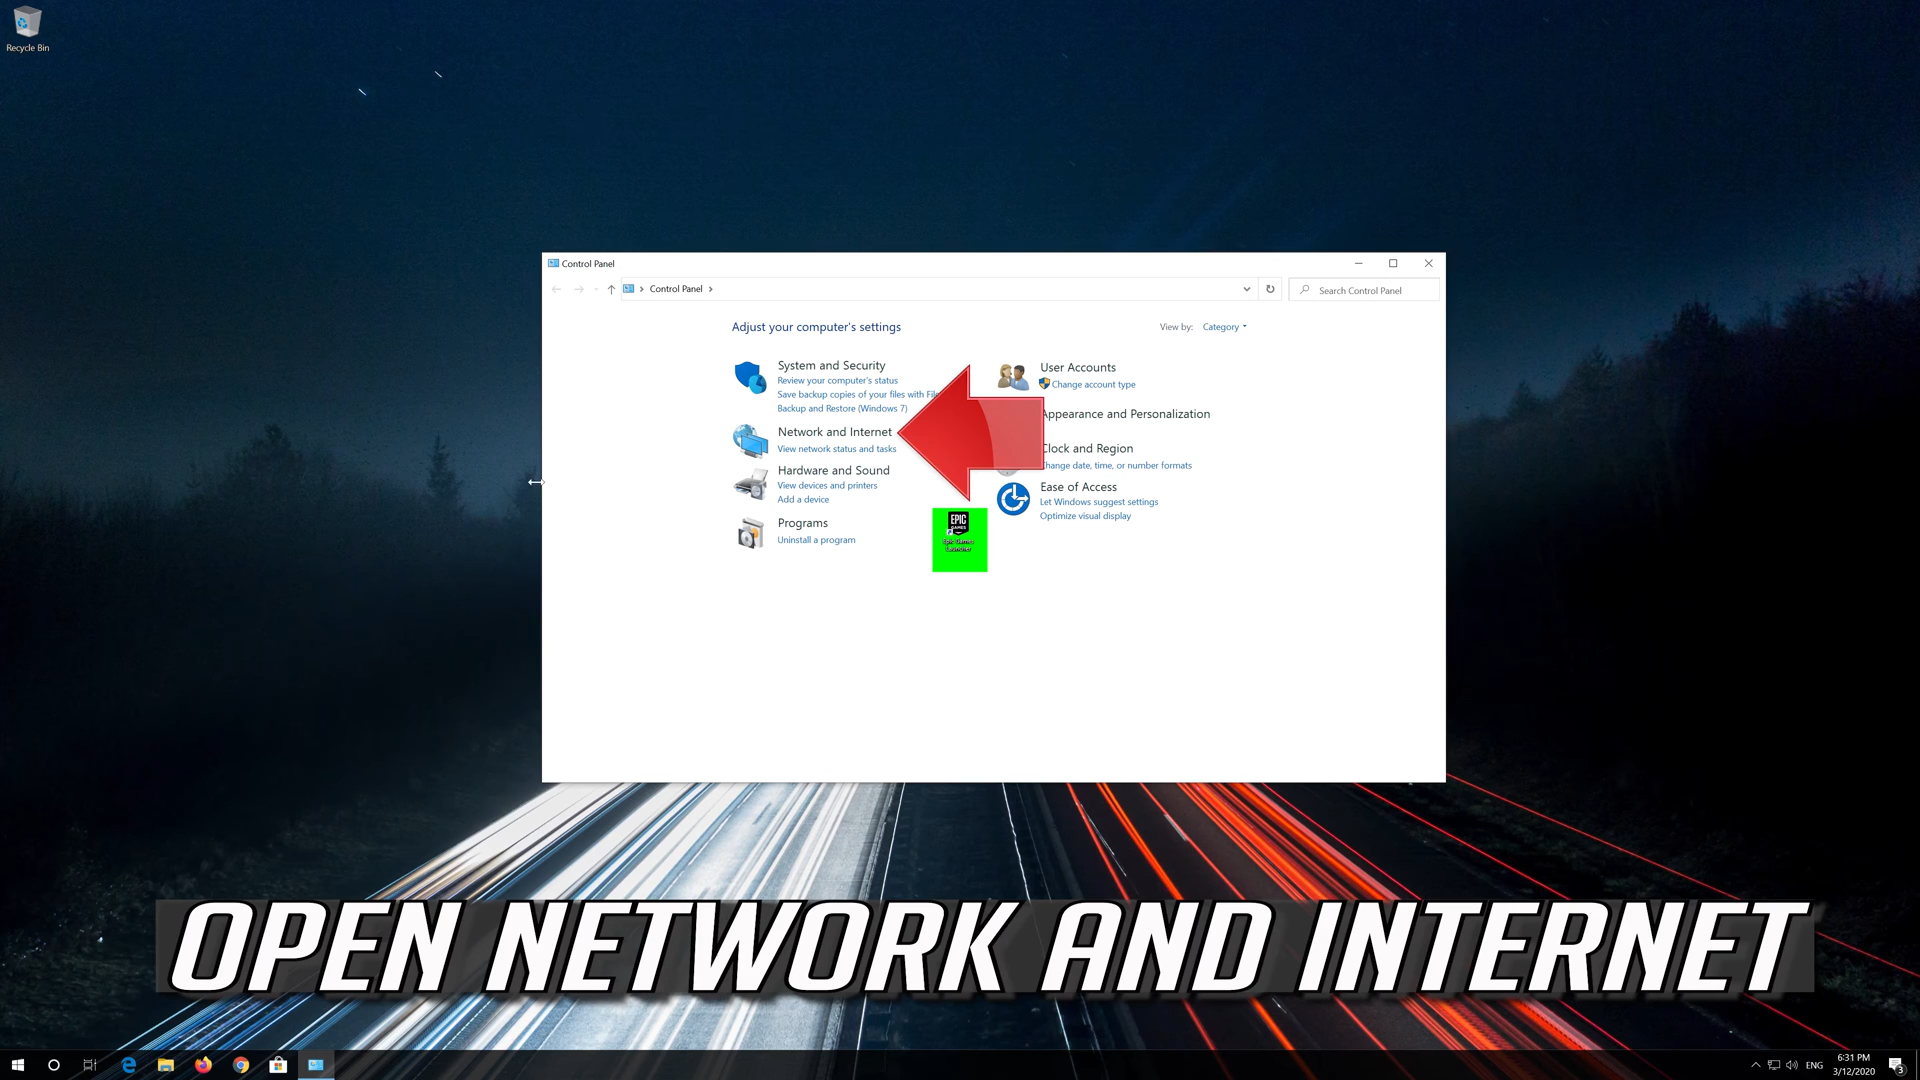 Recycle Bin
Control Panel
Control Panel
Search Control Panel
Adjust your computer's settings
View by: Category
System and Security
Review your computer's status
Save backup copies of your files with File
Backup and Restore (Windows 7)
Network and Internet
View network status and tasks
Hardware and Sound
View devices and printers
Add a device
Programs
Uninstall a program
User Accounts
Change account type
Appearance and Personalization
Clock and Region
Change date, time, or number formats
Ease of Access
Let Windows suggest settings
Optimize visual display
EPIC
GAMES
Epic Games
Launcher
OPEN NETWORK AND INTERNET
ENG
6:31 PM
3/12/2020
3